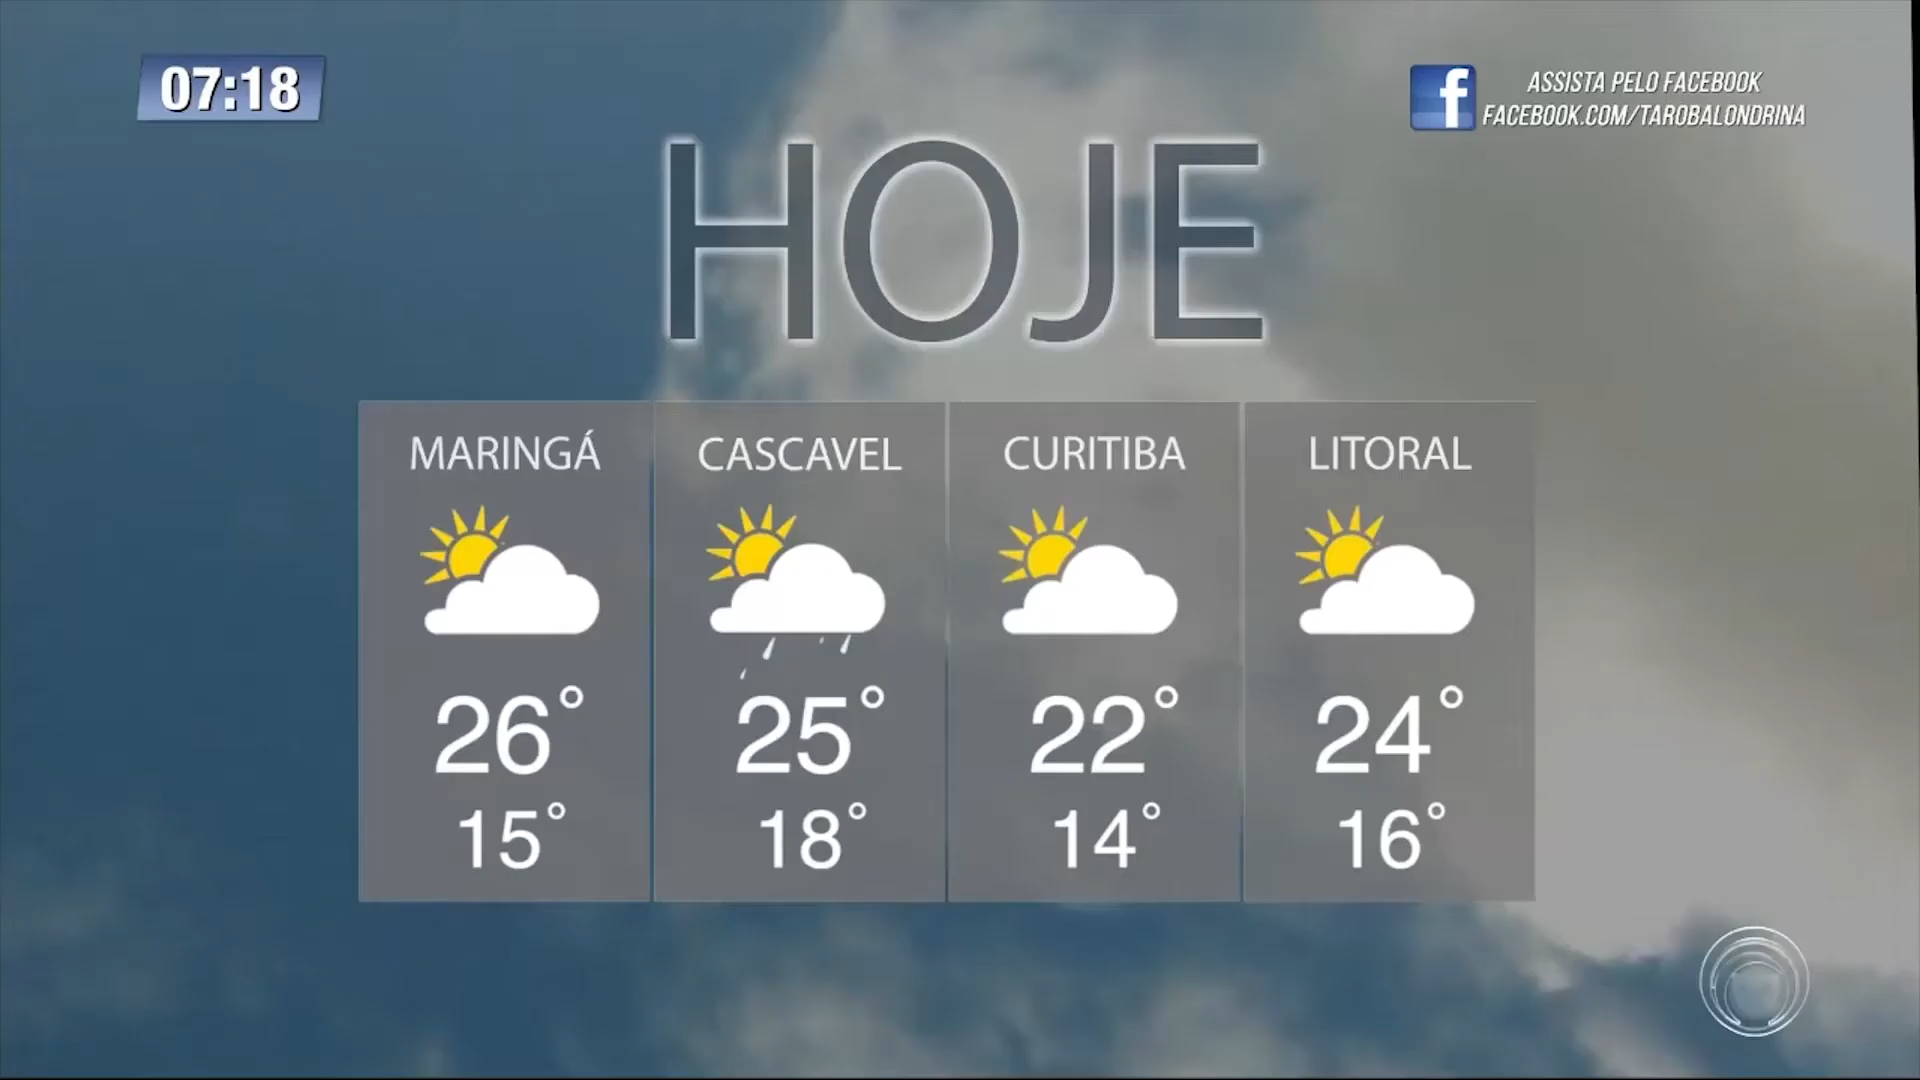 07:18
ASSISTA PELO FACEBOOK
FACEBOOK.COM/TAROBALONDRINA
HOJE
MARINGÁ
26°
15°
CASCAVEL
25°
18°
CURITIBA
22°
14°
LITORAL
24°
16°